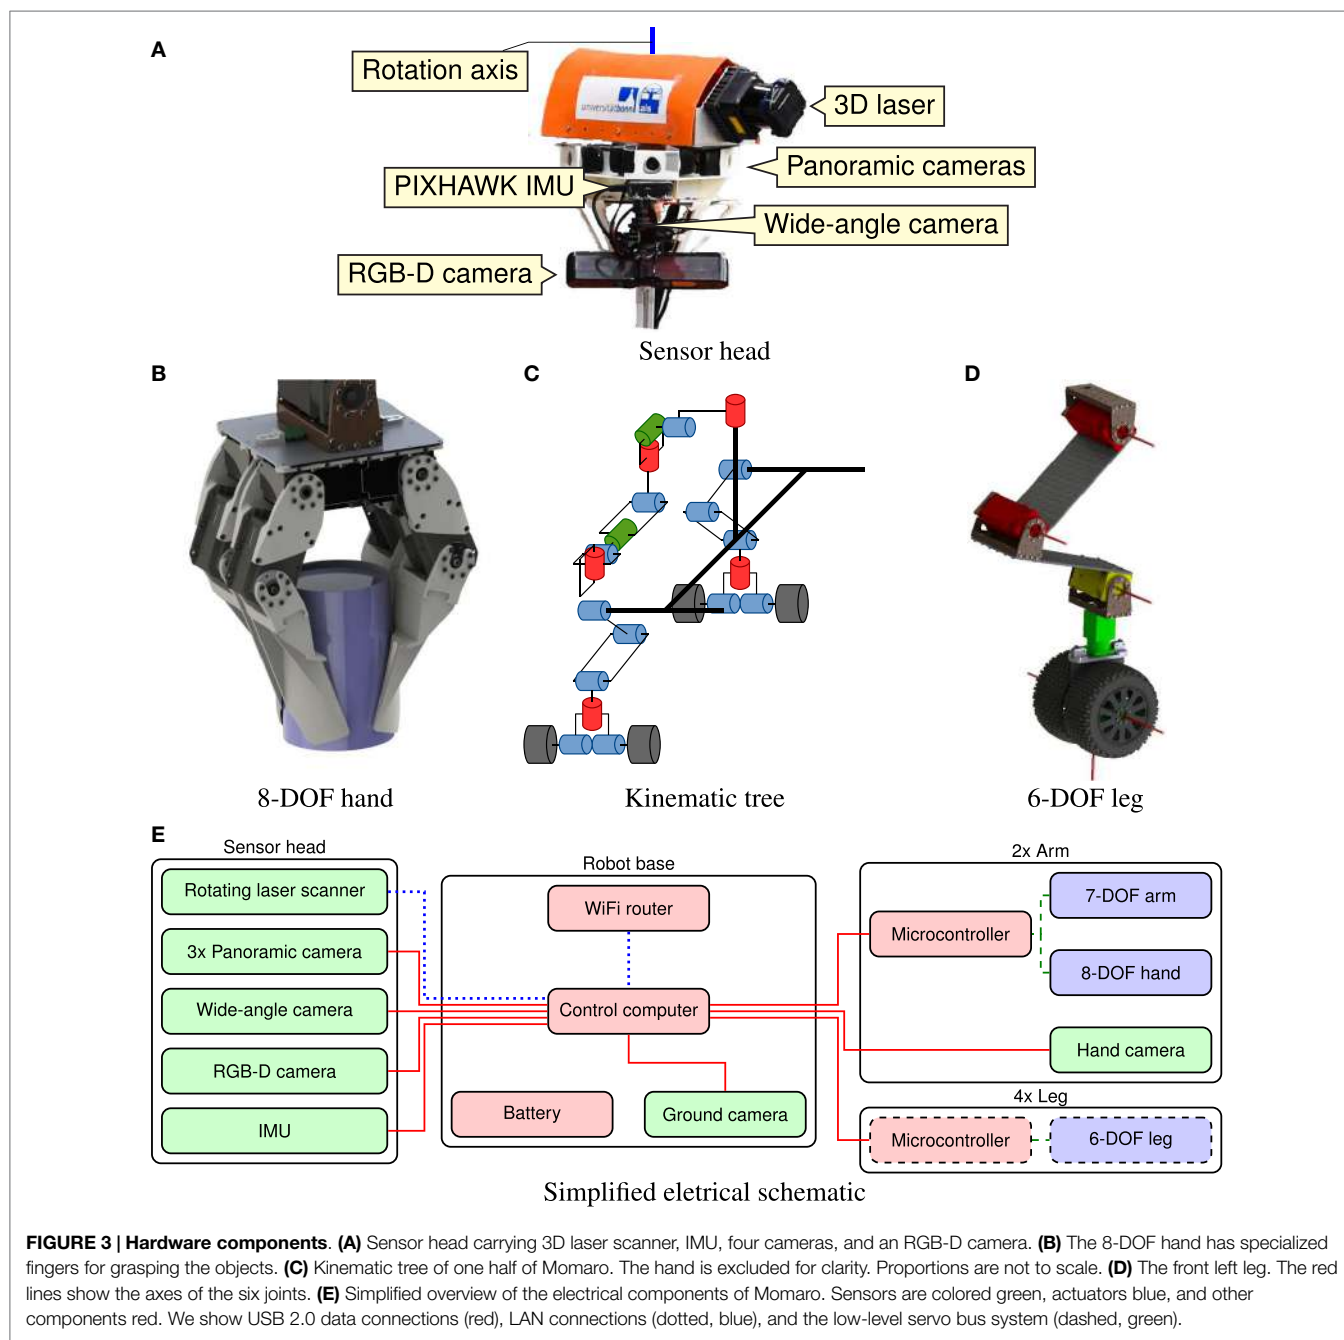 A
Rotation axis
3D laser
Panoramic cameras
PIXHAWK IMU
Wide-angle camera
RGB-D camera
universitätbonn ais
Sensor head
B
C
D
8-DOF hand
Kinematic tree
6-DOF leg
E
Sensor head
Robot base
2x Arm
Rotating laser scanner
3x Panoramic camera
Wide-angle camera
RGB-D camera
IMU
WiFi router
Control computer
Battery
Ground camera
Microcontroller
7-DOF arm
8-DOF hand
Hand camera
4x Leg
Microcontroller
6-DOF leg
Simplified eletrical schematic
FIGURE 3 | Hardware components. (A) Sensor head carrying 3D laser scanner, IMU, four cameras, and an RGB-D camera. (B) The 8-DOF hand has specialized
fingers for grasping the objects. (C) Kinematic tree of one half of Momaro. The hand is excluded for clarity. Proportions are not to scale. (D) The front left leg. The red
lines show the axes of the six joints. (E) Simplified overview of the electrical components of Momaro. Sensors are colored green, actuators blue, and other
components red. We show USB 2.0 data connections (red), LAN connections (dotted, blue), and the low-level servo bus system (dashed, green).